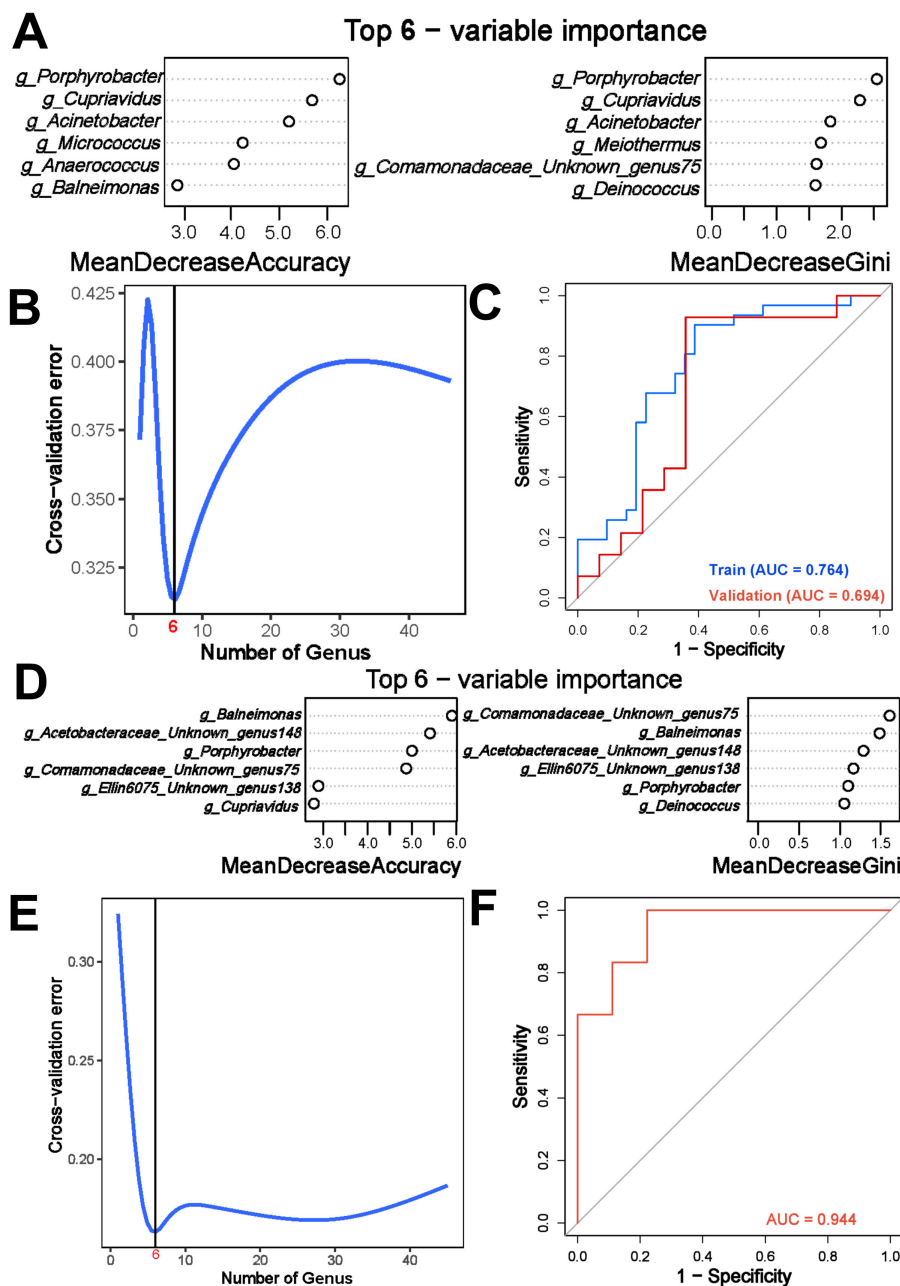 A
Top 6 − variable importance
g_Porphyrobacter
g_Cupriavidus
g_Acinetobacter
g_Micrococcus
g_Anaerococcus
g_Balneimonas
3.0 4.0 5.0 6.0
MeanDecreaseAccuracy
g_Porphyrobacter
g_Cupriavidus
g_Acinetobacter
g_Meiothermus
g_Comamonadaceae_Unknown_genus75
g_Deinococcus
0.0 1.0 2.0
MeanDecreaseGini
B
Cross−validation error
0.425
0.400
0.375
0.350
0.325
0 6 10 20 30 40
Number of Genus
C
Sensitivity
1.0
0.8
0.6
0.4
0.2
0.0
Train (AUC = 0.764)
Validation (AUC = 0.694)
0.0 0.2 0.4 0.6 0.8 1.0
1 − Specificity
D
Top 6 − variable importance
g_Balneimonas
g_Acetobacteraceae_Unknown_genus148
g_Porphyrobacter
g_Comamonadaceae_Unknown_genus75
g_Ellin6075_Unknown_genus138
g_Cupriavidus
3.0 4.0 5.0 6.0
MeanDecreaseAccuracy
g_Comamonadaceae_Unknown_genus75
g_Balneimonas
g_Acetobacteraceae_Unknown_genus148
g_Ellin6075_Unknown_genus138
g_Porphyrobacter
g_Deinococcus
0.0 0.5 1.0 1.5
MeanDecreaseGini
E
Cross−validation error
0.30
0.25
0.20
0 6 10 20 30 40
Number of Genus
F
Sensitivity
1.0
0.8
0.6
0.4
0.2
0.0
AUC = 0.944
0.0 0.2 0.4 0.6 0.8 1.0
1 − Specificity